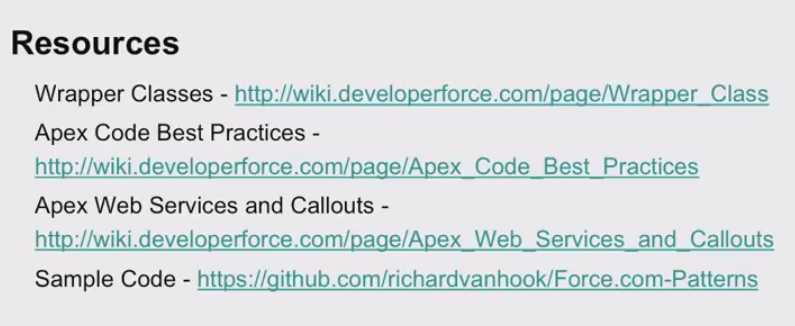 Resources
Wrapper Classes - http://wiki.developerforce.com/page/Wrapper_Class
Apex Code Best Practices -
http://wiki.developerforce.com/page/Apex_Code_Best_Practices
Apex Web Services and Callouts -
http://wiki.developerforce.com/page/Apex_Web_Services_and_Callouts
Sample Code - https://github.com/richardvanhook/Force.com-Patterns